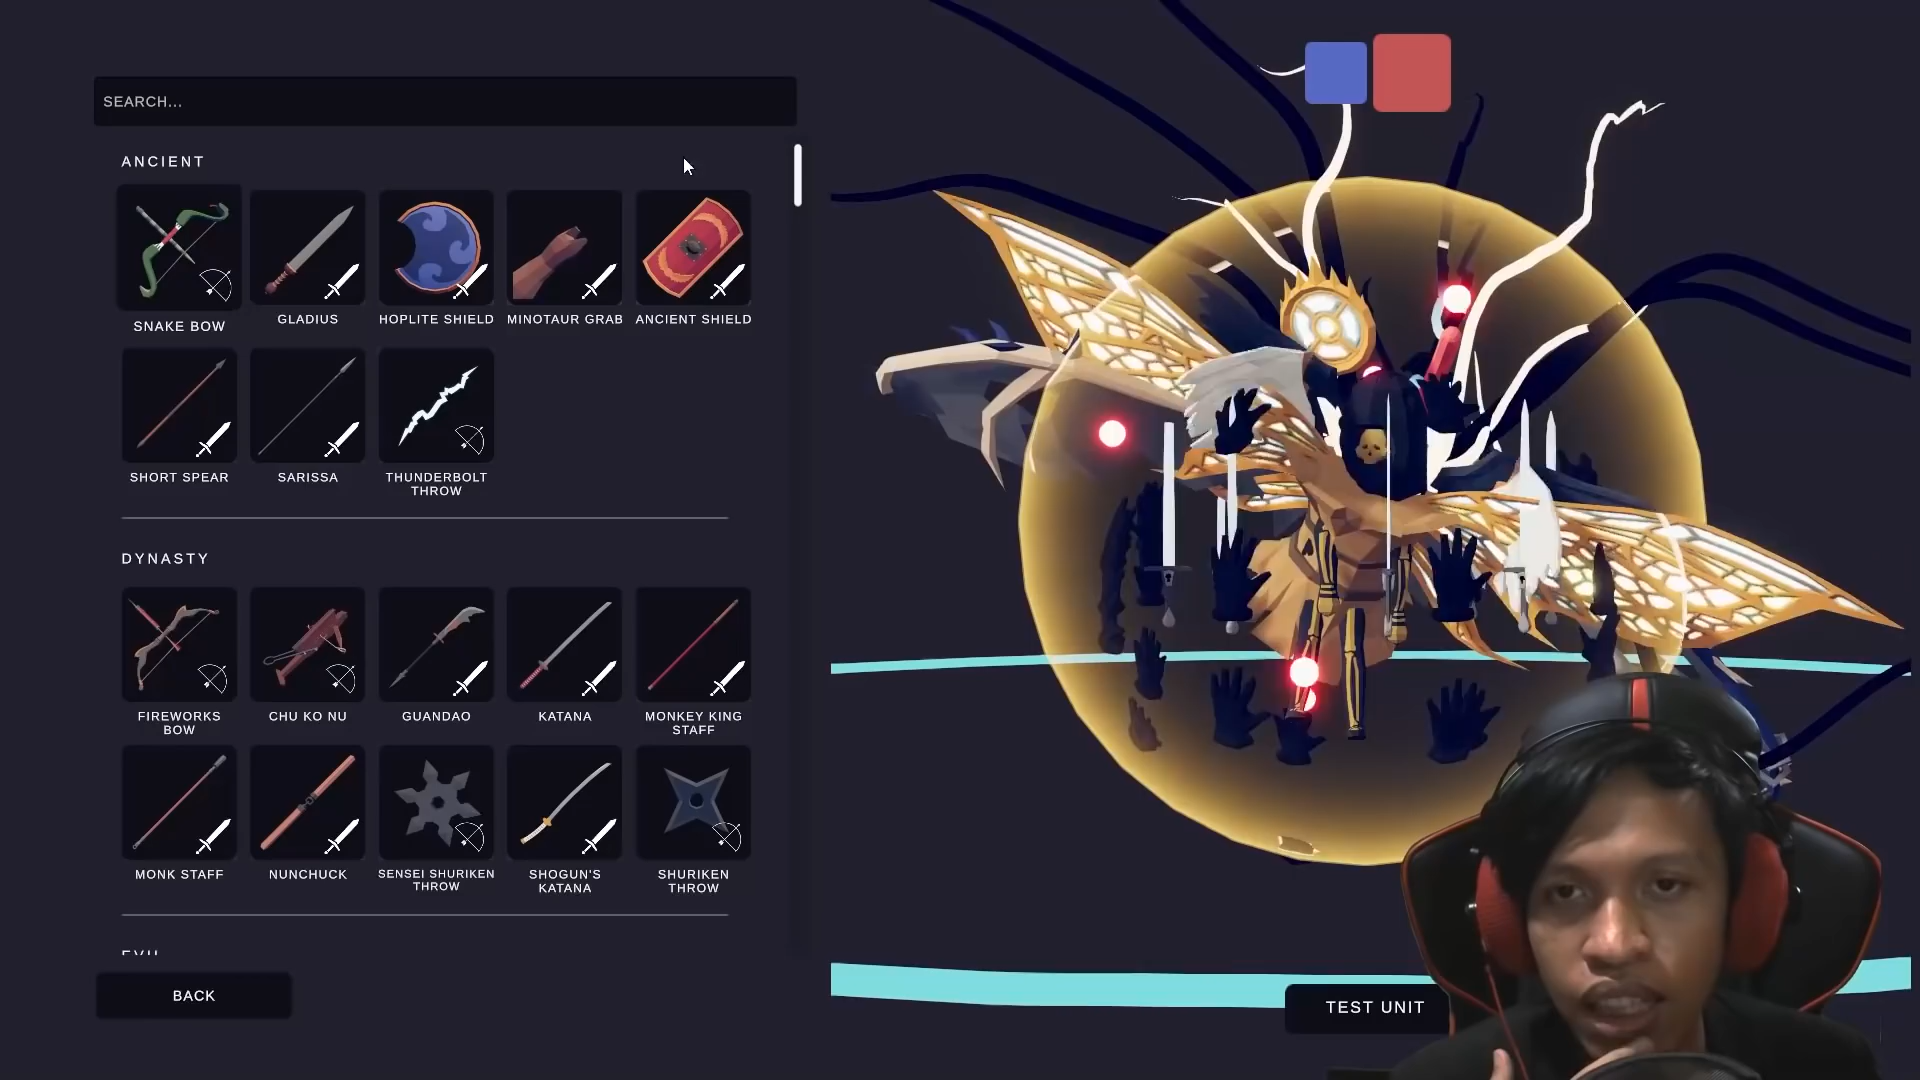 SEARCH...
ANCIENT
SNAKE BOW
GLADIUS
HOPLITE SHIELD
MINOTAUR GRAB
ANCIENT SHIELD
SHORT SPEAR
SARISSA
THUNDERBOLT
THROW
DYNASTY
FIREWORKS
BOW
CHU KO NU
GUANDAO
KATANA
MONKEY KING
STAFF
MONK STAFF
NUNCHUCK
SENSEI SHURIKEN
THROW
SHOGUN'S
KATANA
SHURIKEN
THROW
EVIL
BACK
TEST UNIT